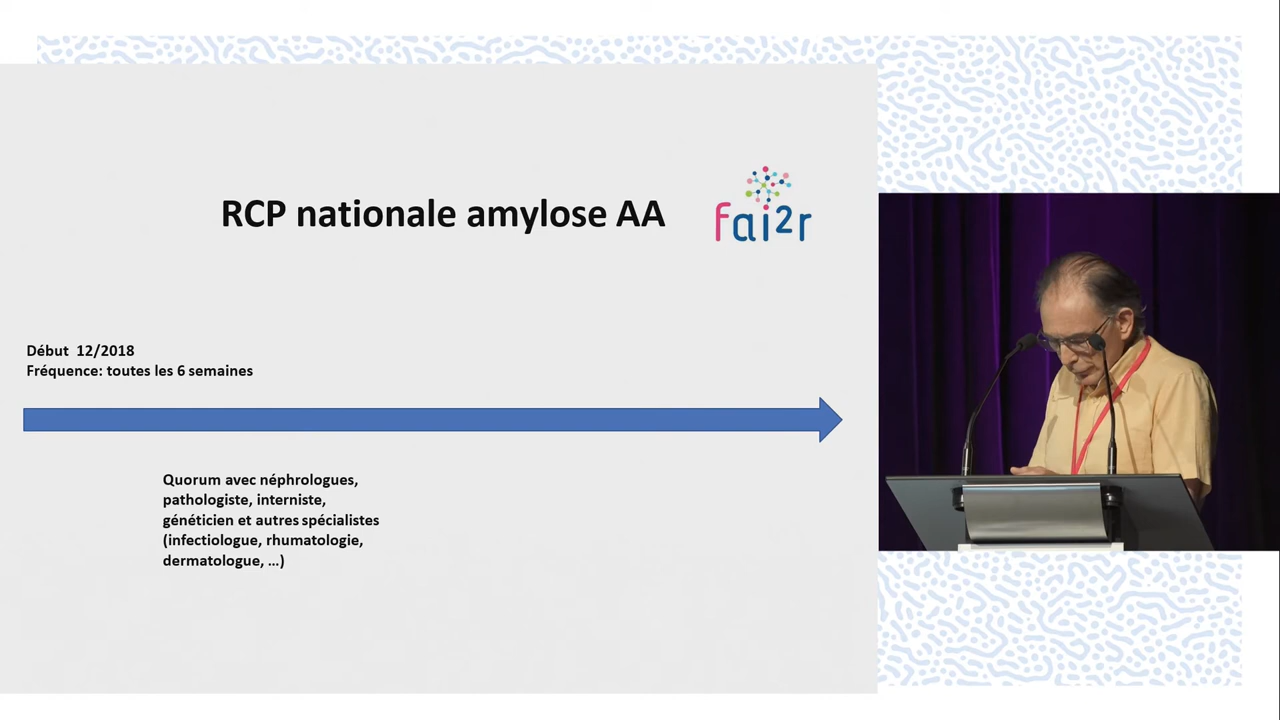 RCP nationale amylose AA
fai2r
Début 12/2018
Fréquence: toutes les 6 semaines
Quorum avec néphrologues,
pathologiste, interniste,
généticien et autres spécialistes
(infectiologue, rhumatologie,
dermatologue, ...)